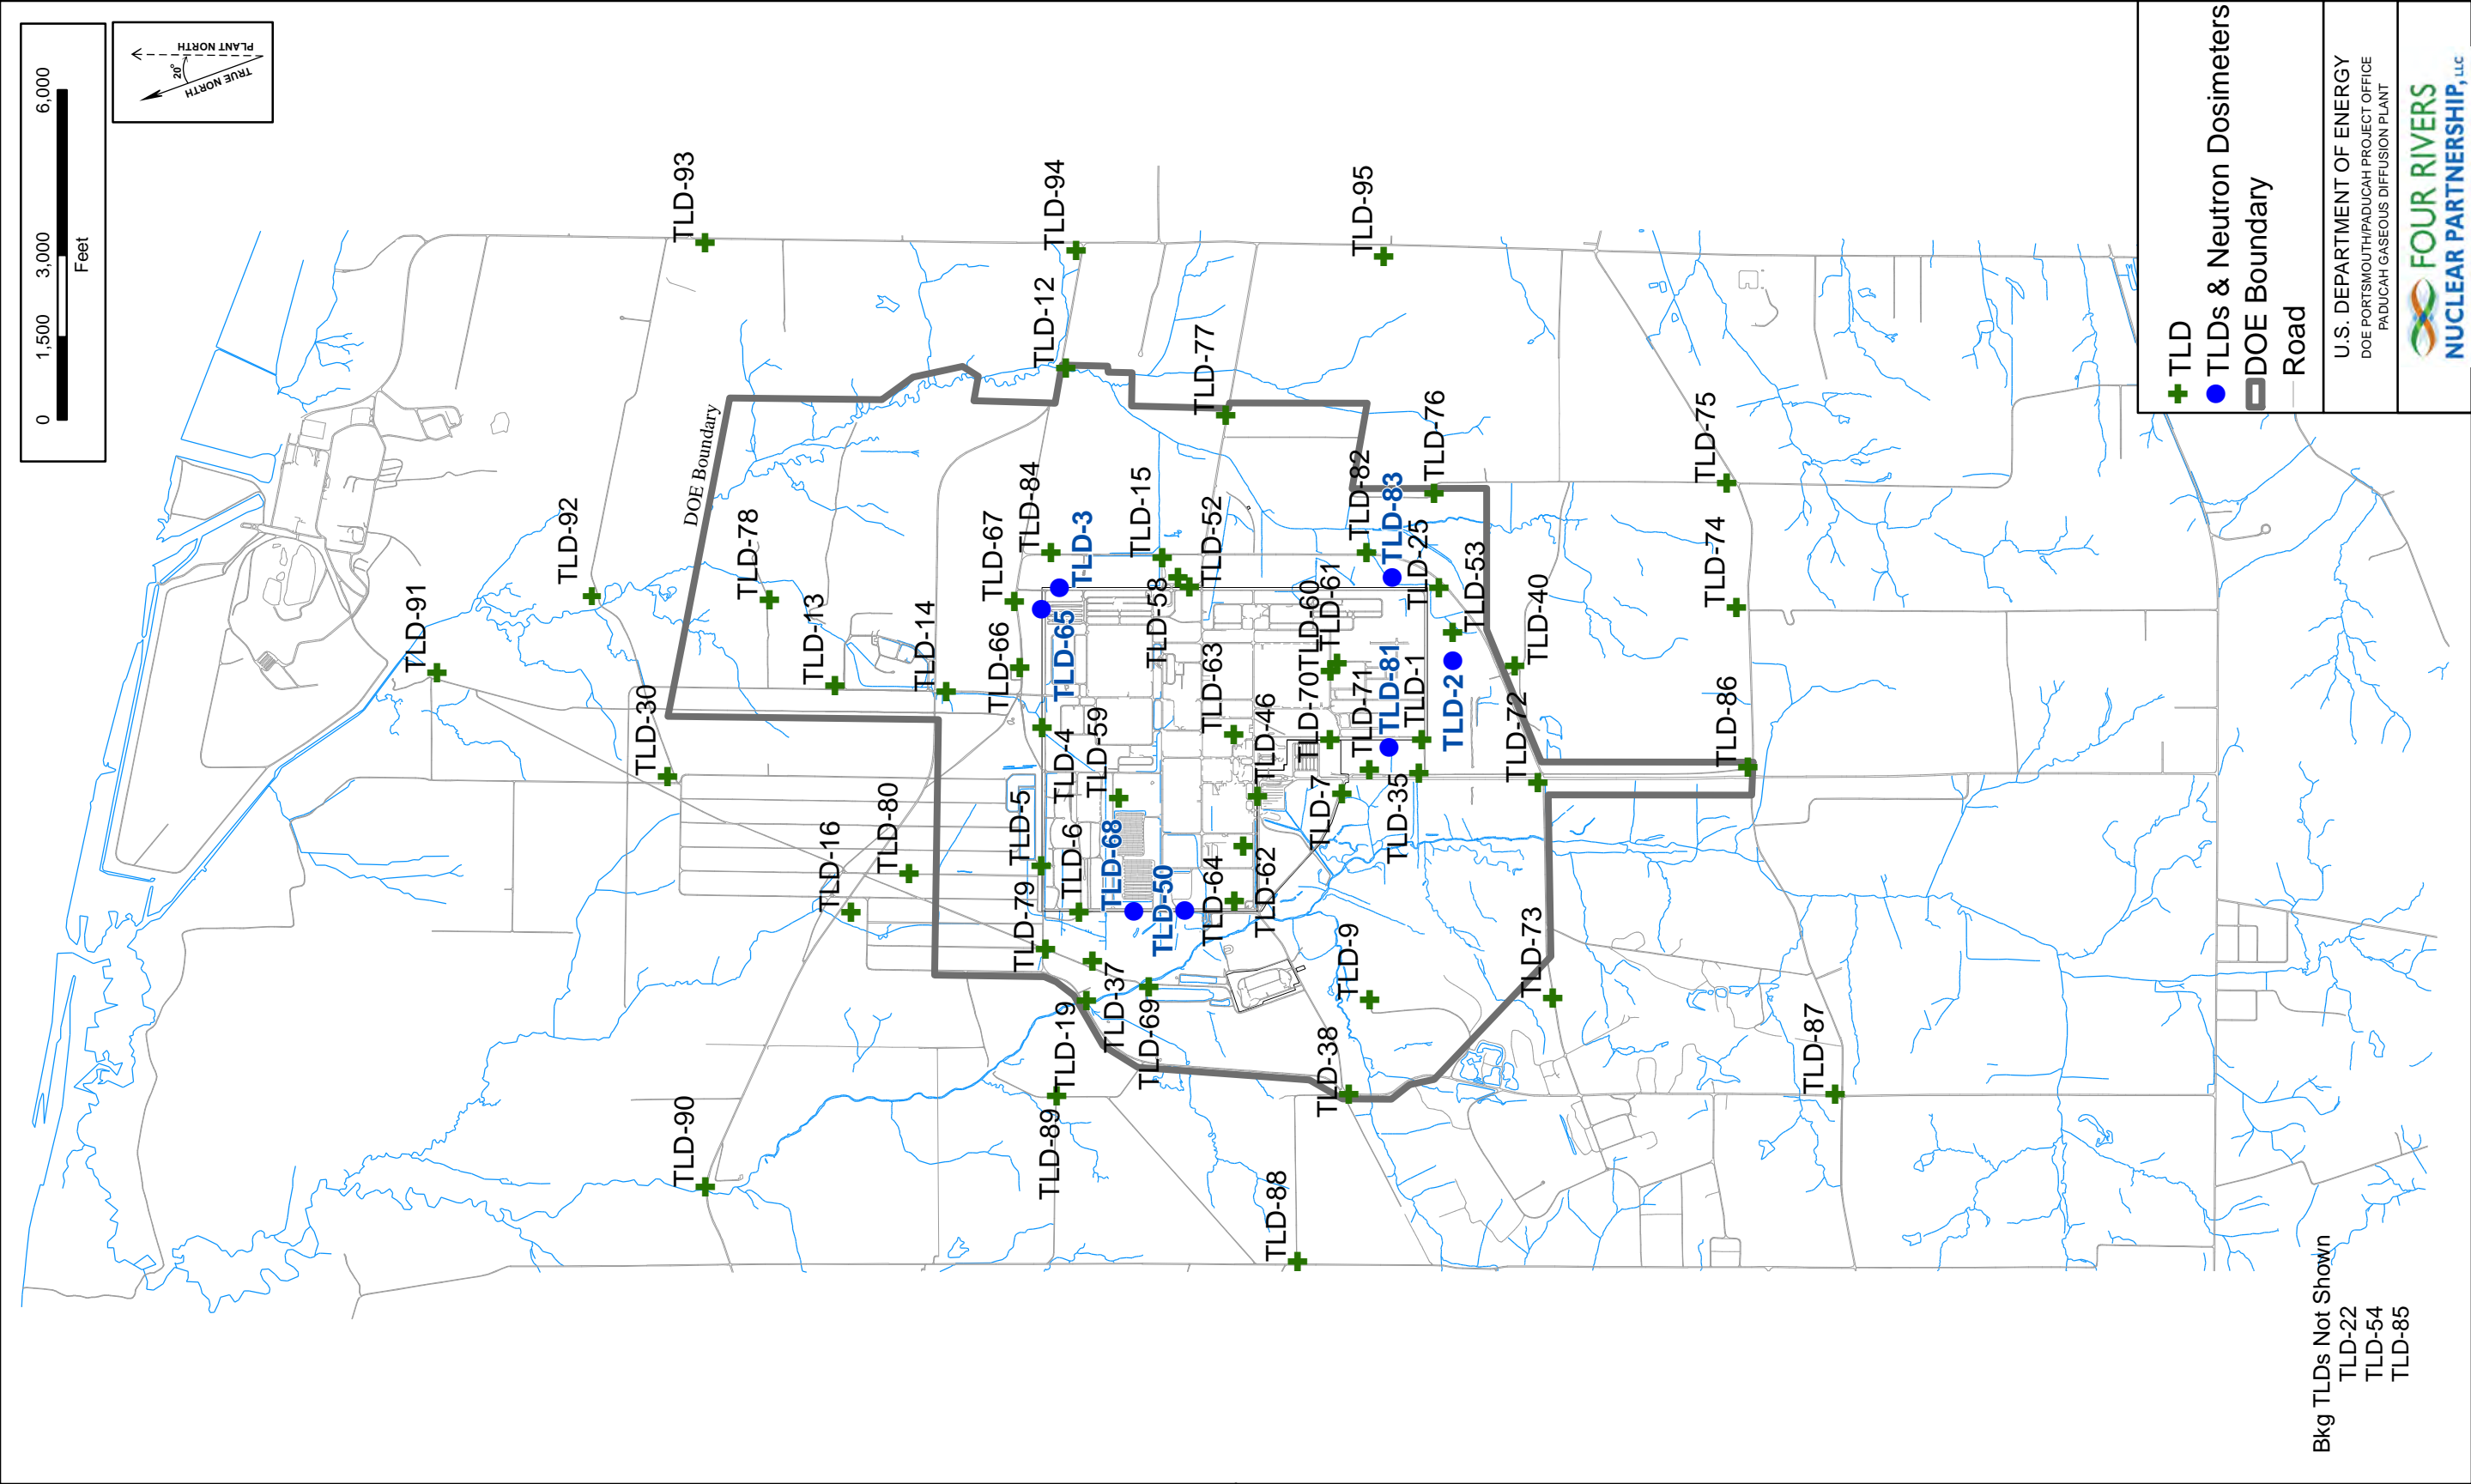 0 1,500 3,000 6,000
Feet
PLANT NORTH
20°
TRUE NORTH
TLD-93
TLD-94
TLD-95
TLD-12
TLD-77
DOE Boundary
TLD-76
TLD-75
TLD-92
TLD-78
TLD-67
TLD-84
TLD-3
TLD-15
TLD-52
TLD-82
TLD-83
TLD-25
TLD-53
TLD-74
TLD-91
TLD-13
TLD-14
TLD-66
TLD-65
TLD-58
TLD-63
TLD-60
TLD-61
TLD-40
TLD-30
TLD-4
TLD-59
TLD-46
TLD-70
TLD-71
TLD-81
TLD-1
TLD-2
TLD-72
TLD-86
TLD-16
TLD-80
TLD-5
TLD-6
TLD-68
TLD-50
TLD-64
TLD-62
TLD-7
TLD-35
TLD-79
TLD-37
TLD-19
TLD-69
TLD-9
TLD-73
TLD-38
TLD-87
TLD-90
TLD-89
TLD-88
Bkg TLDs Not Shown
TLD-22
TLD-54
TLD-85
TLD
TLDs & Neutron Dosimeters
DOE Boundary
Road
U.S. DEPARTMENT OF ENERGY
DOE PORTSMOUTH/PADUCAH PROJECT OFFICE
PADUCAH GASEOUS DIFFUSION PLANT
FOUR RIVERS
NUCLEAR PARTNERSHIP, LLC